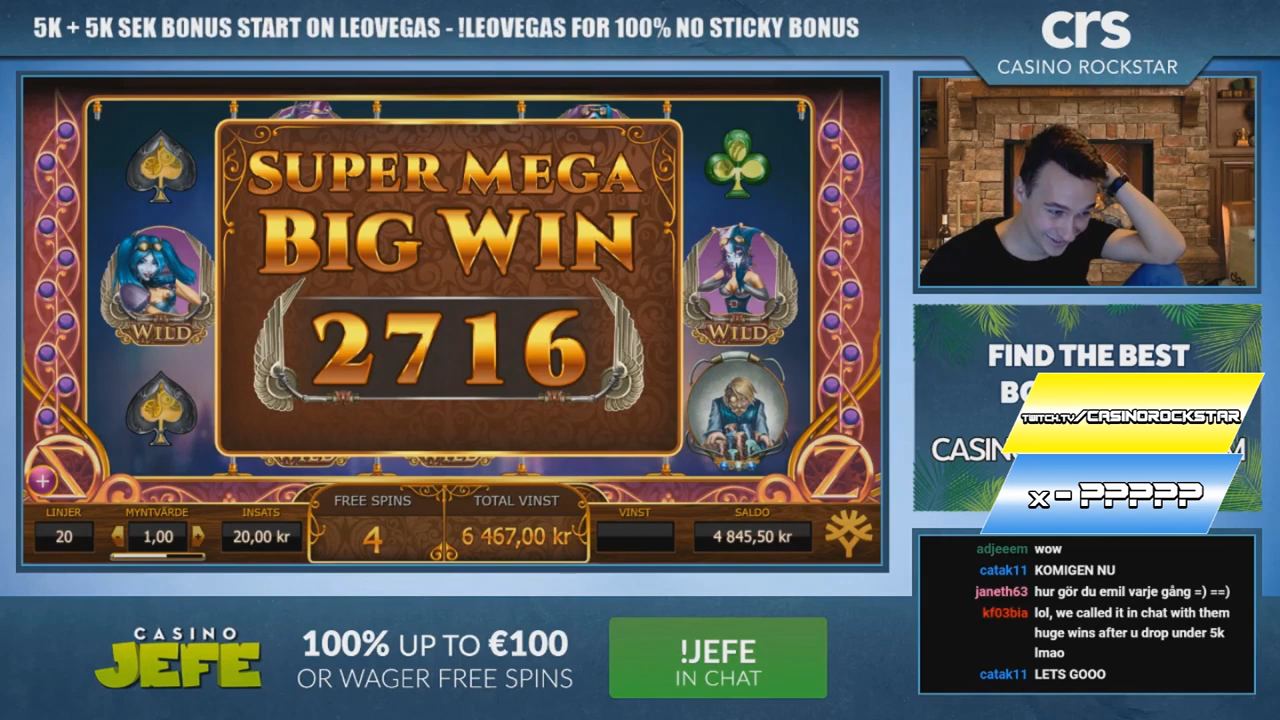 5K + 5K SEK BONUS START ON LEOVEGAS - !LEOVEGAS FOR 100% NO STICKY BONUS
crs
CASINO ROCKSTAR
SUPER MEGA
BIG WIN
2716
WILD
WILD
Z
Z
FREE SPINS
4
TOTAL VINST
6 467,00 kr
LINJER
20
MYNTVÄRDE
1,00
INSATS
20,00 kr
VINST
SALDO
4 845,50 kr
FIND THE BEST
TWITCH.TV/CASINOROCKSTAR
x-PPPPP
adjeeem wow
catak11 KOMIGEN NU
janeth63 hur gör du emil varje gång =) ==)
kf03bia lol, we called it in chat with them
huge wins after u drop under 5k
lmao
catak11 LETS GOOO
CASINO
JEFE
100% UP TO €100
OR WAGER FREE SPINS
!JEFE
IN CHAT